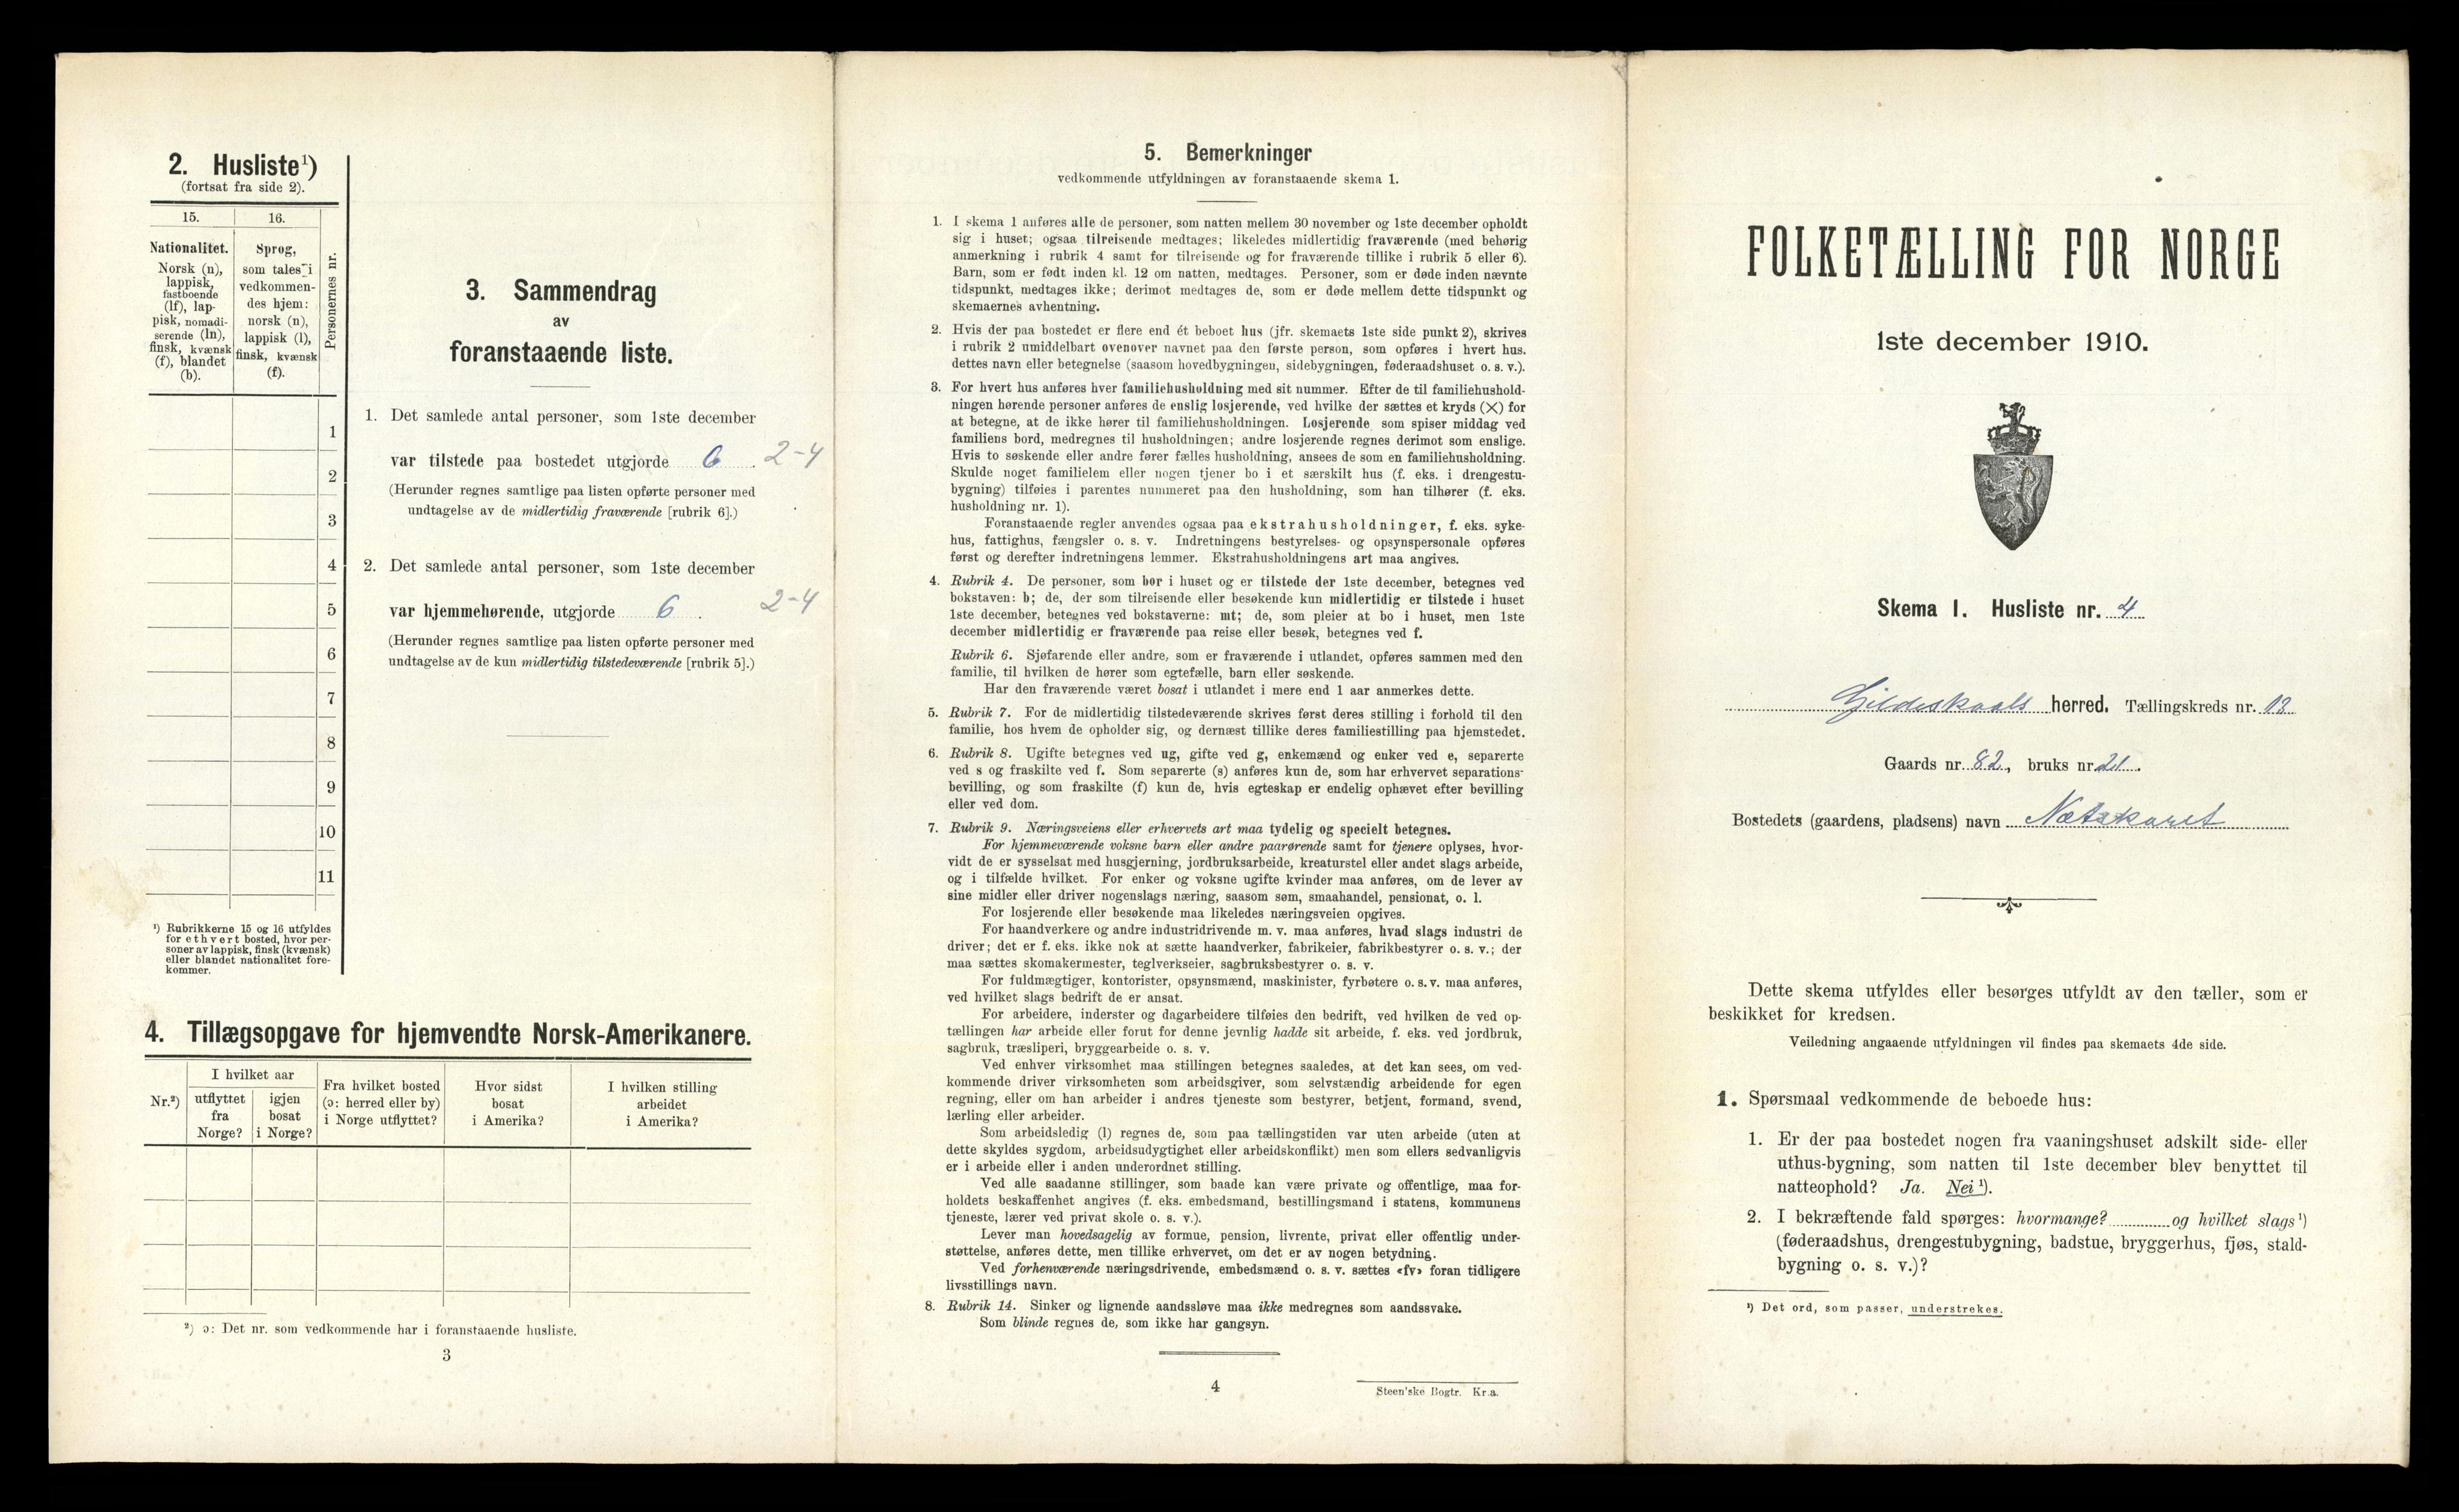 2. Husliste¹)
(fortsat fra side 2).
15.
16.
Personernes nr.
Nationalitet.
Norsk (n),
lappisk,
fastboende
(lf), lap-
pisk, nomadi-
serende (ln),
finsk, kvænsk
(f), blandet
(b).
Sprog,
som tales i
vedkommen-
des hjem:
norsk (n),
lappisk (l),
finsk, kvænsk
(f).
1
2
3
4
5
6
7
8
9
10
11
¹) Rubrikkerne 15 og 16 utfyldes
for ethvert bosted, hvor per-
soner av lappisk, finsk (kvænsk)
eller blandet nationalitet fore-
kommer.
3. Sammendrag
av
foranstaaende liste.
1. Det samlede antal personer, som 1ste december
var tilstede paa bostedet utgjorde 6. 2-4
(Herunder regnes samtlige paa listen opførte personer med
undtagelse av de midlertidig fraværende [rubrik 6].)
2. Det samlede antal personer, som 1ste december
var hjemmehørende, utgjorde 6. 2-4
(Herunder regnes samtlige paa listen opførte personer med
undtagelse av de kun midlertidig tilstedeværende [rubrik 5].)
4. Tillægsopgave for hjemvendte Norsk-Amerikanere.
Nr.²)
I hvilket aar
utflyttet
fra
Norge?
igjen
bosat
i Norge?
Fra hvilket bosted
(ɔ: herred eller by)
i Norge utflyttet?
Hvor sidst
bosat
i Amerika?
I hvilken stilling
arbeidet
i Amerika?
²) ɔ: Det nr. som vedkommende har i foranstaaende husliste.
3
5. Bemerkninger
vedkommende utfyldningen av foranstaaende skema 1.
1. I skema 1 anføres alle de personer, som natten mellem 30 november og 1ste december opholdt
sig i huset; ogsaa tilreisende medtages; likeledes midlertidig fraværende (med behørig
anmerkning i rubrik 4 samt for tilreisende og for fraværende tillike i rubrik 5 eller 6).
Barn, som er født inden kl. 12 om natten, medtages. Personer, som er døde inden nævnte
tidspunkt, medtages ikke; derimot medtages de, som er døde mellem dette tidspunkt og
skemaernes avhentning.
2. Hvis der paa bostedet er flere end ét beboet hus (jfr. skemaets 1ste side punkt 2), skrives
i rubrik 2 umiddelbart ovenover navnet paa den første person, som opføres i hvert hus.
dettes navn eller betegnelse (saasom hovedbygningen, sidebygningen, føderaadshuset o. s. v.).
3. For hvert hus anføres hver familiehusholdning med sit nummer. Efter de til familiehushold-
ningen hørende personer anføres de enslig losjerende, ved hvilke der sættes et kryds (×) for
at betegne, at de ikke hører til familiehusholdningen. Losjerende som spiser middag ved
familiens bord, medregnes til husholdningen; andre losjerende regnes derimot som enslige.
Hvis to søskende eller andre fører fælles husholdning, ansees de som en familiehusholdning.
Skulde noget familielem eller nogen tjener bo i et særskilt hus (f. eks. i drengestu-
bygning) tilføies i parentes nummeret paa den husholdning, som han tilhører (f. eks.
husholdning nr. 1).
Foranstaaende regler anvendes ogsaa paa ekstrahusholdninger, f. eks. syke-
hus, fattighus, fængsler o. s. v. Indretningens bestyrelses- og opsynspersonale opføres
først og derefter indretningens lemmer. Ekstrahusholdningens art maa angives.
4. Rubrik 4. De personer, som bor i huset og er tilstede der 1ste december, betegnes ved
bokstaven: b; de, der som tilreisende eller besøkende kun midlertidig er tilstede i huset
1ste december, betegnes ved bokstaverne: mt; de, som pleier at bo i huset, men 1ste
december midlertidig er fraværende paa reise eller besøk, betegnes ved f.
Rubrik 6. Sjøfarende eller andre, som er fraværende i utlandet, opføres sammen med den
familie, til hvilken de hører som egtefælle, barn eller søskende.
Har den fraværende været bosat i utlandet i mere end 1 aar anmerkes dette.
5. Rubrik 7. For de midlertidig tilstedeværende skrives først deres stilling i forhold til den
familie, hos hvem de opholder sig, og dernæst tillike deres familiestilling paa hjemstedet.
6. Rubrik 8. Ugifte betegnes ved ug, gifte ved g, enkemænd og enker ved e, separerte
ved s og fraskilte ved f. Som separerte (s) anføres kun de, som har erhvervet separations-
bevilling, og som fraskilte (f) kun de, hvis egteskap er endelig ophævet efter bevilling
eller ved dom.
7. Rubrik 9. Næringsveiens eller erhvervets art maa tydelig og specielt betegnes.
For hjemmeværende voksne barn eller andre paarørende samt for tjenere oplyses, hvor-
vidt de er sysselsat med husgjerning, jordbruksarbeide, kreaturstel eller andet slags arbeide,
og i tilfælde hvilket. For enker og voksne ugifte kvinder maa anføres, om de lever av
sine midler eller driver nogenslags næring, saasom søm, smaahandel, pensionat, o. l.
For losjerende eller besøkende maa likeledes næringsveien opgives.
For haandverkere og andre industridrivende m. v. maa anføres, hvad slags industri de
driver; det er f. eks. ikke nok at sætte haandverker, fabrikeier, fabrikbestyrer o. s. v.; der
maa sættes skomakermester, teglverkseier, sagbruksbestyrer o. s. v.
For fuldmægtiger, kontorister, opsynsmænd, maskinister, fyrbøtere o. s. v. maa anføres,
ved hvilket slags bedrift de er ansat.
For arbeidere, inderster og dagarbeidere tilføies den bedrift, ved hvilken de ved op-
tællingen har arbeide eller forut for denne jevnlig hadde sit arbeide, f. eks. ved jordbruk,
sagbruk, træsliperi, bryggearbeide o. s. v.
Ved enhver virksomhet maa stillingen betegnes saaledes, at det kan sees, om ved-
kommende driver virksomheten som arbeidsgiver, som selvstændig arbeidende for egen
regning, eller om han arbeider i andres tjeneste som bestyrer, betjent, formand, svend,
lærling eller arbeider.
Som arbeidsledig (l) regnes de, som paa tællingstiden var uten arbeide (uten at
dette skyldes sygdom, arbeidsudygtighet eller arbeidskonflikt) men som ellers sedvanligvis
er i arbeide eller i anden underordnet stilling.
Ved alle saadanne stillinger, som baade kan være private og offentlige, maa for-
holdets beskaffenhet angives (f. eks. embedsmand, bestillingsmand i statens, kommunens
tjeneste, lærer ved privat skole o. s. v.).
Lever man hovedsagelig av formue, pension, livrente, privat eller offentlig under-
støttelse, anføres dette, men tillike erhvervet, om det er av nogen betydning.
Ved forhenværende næringsdrivende, embedsmænd o. s. v. sættes «fv» foran tidligere
livsstillings navn.
8. Rubrik 14. Sinker og lignende aandssløve maa ikke medregnes som aandssvake.
Som blinde regnes de, som ikke har gangsyn.
4
Steen'ske Bogtr. Kr.a.
FOLKETÆLLING FOR NORGE
1ste december 1910.
Skema 1. Husliste nr. 4
Gildeskaals herred. Tællingskreds nr. 13
Gaards nr. 82, bruks nr. 21.
Bostedets (gaardens, pladsens) navn Nætskaret
Dette skema utfyldes eller besørges utfyldt av den tæller, som er
beskikket for kredsen.
Veiledning angaaende utfyldningen vil findes paa skemaets 4de side.
1. Spørsmaal vedkommende de beboede hus:
1. Er der paa bostedet nogen fra vaaningshuset adskilt side- eller
uthus-bygning, som natten til 1ste december blev benyttet til
natteophold? Ja. Nei¹).
2. I bekræftende fald spørges: hvormange? og hvilket slags¹)
(føderaadshus, drengestubygning, badstue, bryggerhus, fjøs, stald-
bygning o. s. v.)?
¹) Det ord, som passer, understrekes.